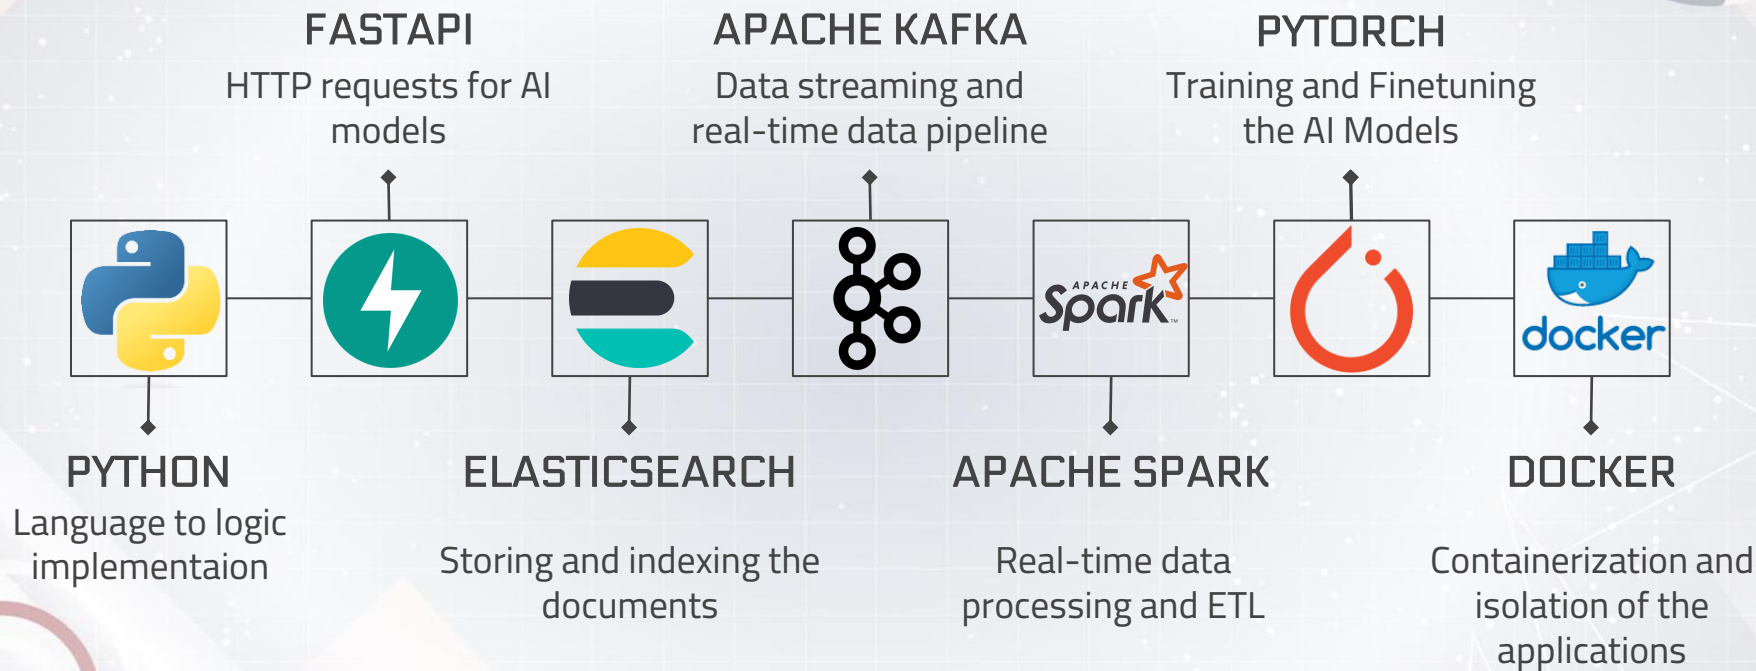 FASTAPI
HTTP requests for AI
models
APACHE KAFKA
Data streaming and
real-time data pipeline
PYTORCH
Training and Finetuning
the AI Models
APACHE
Spark™
docker
PYTHON
Language to logic
implementaion
ELASTICSEARCH
Storing and indexing the
documents
APACHE SPARK
Real-time data
processing and ETL
DOCKER
Containerization and
isolation of the
applications